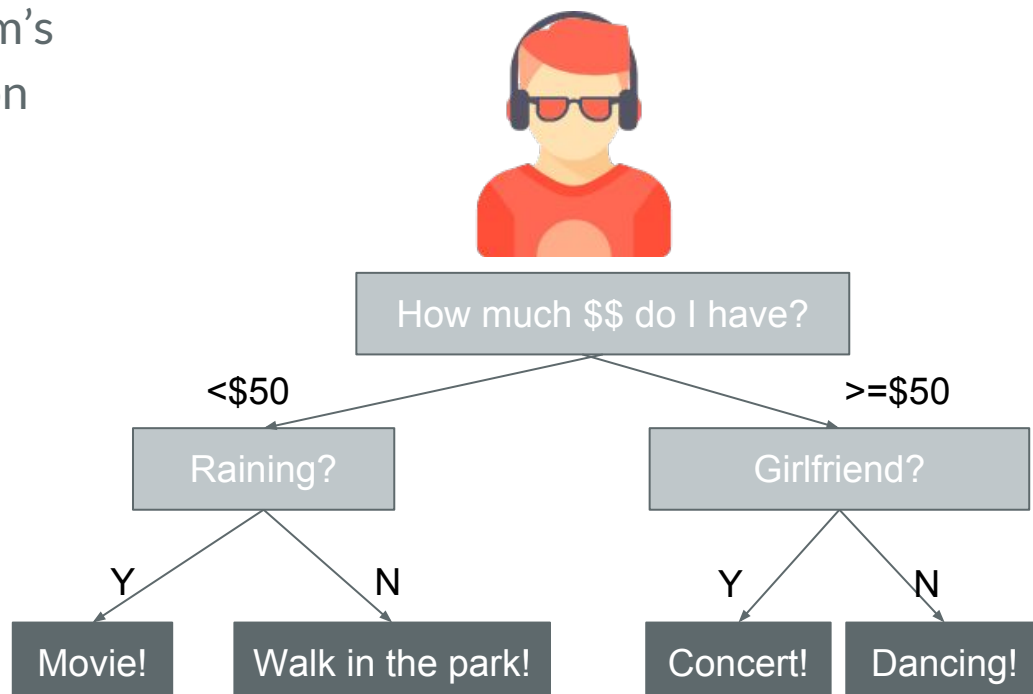 m’s
n
How much $$ do I have?
<$50
>=$50
Raining?
Girlfriend?
Y
N
Y
N
Movie!
Walk in the park!
Concert!
Dancing!